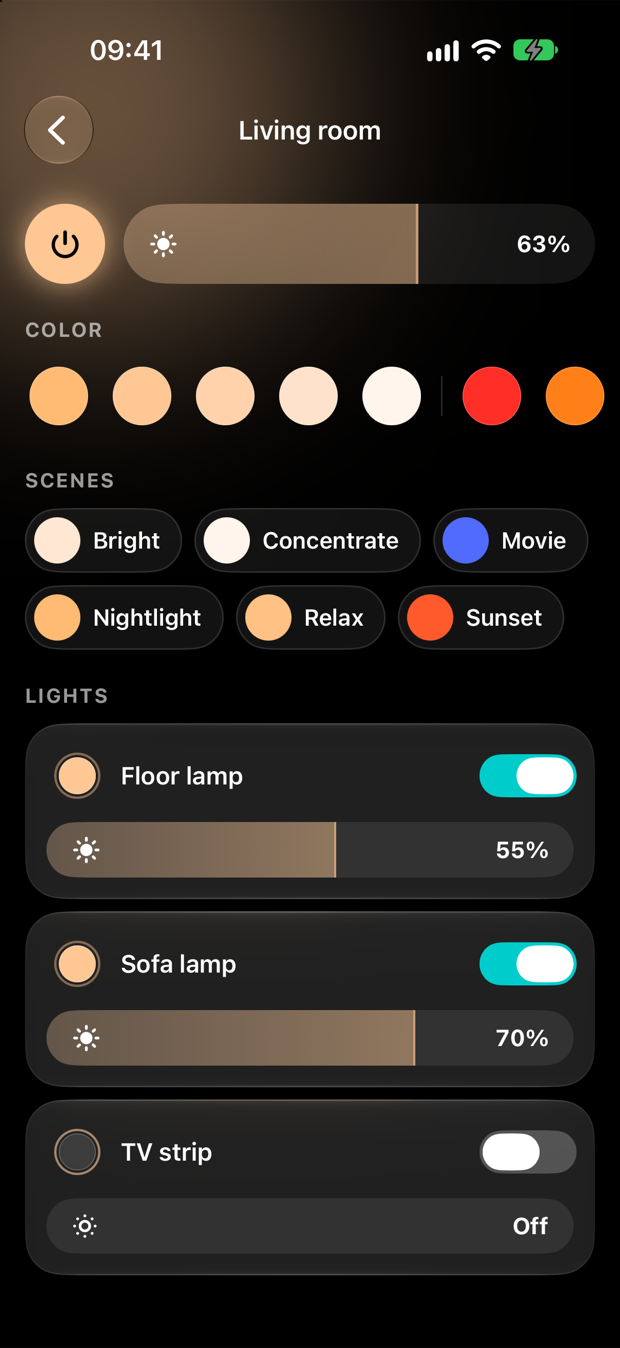 09:41
Living room
63%
COLOR
SCENES
Bright
Concentrate
Movie
Nightlight
Relax
Sunset
LIGHTS
Floor lamp
55%
Sofa lamp
70%
TV strip
Off